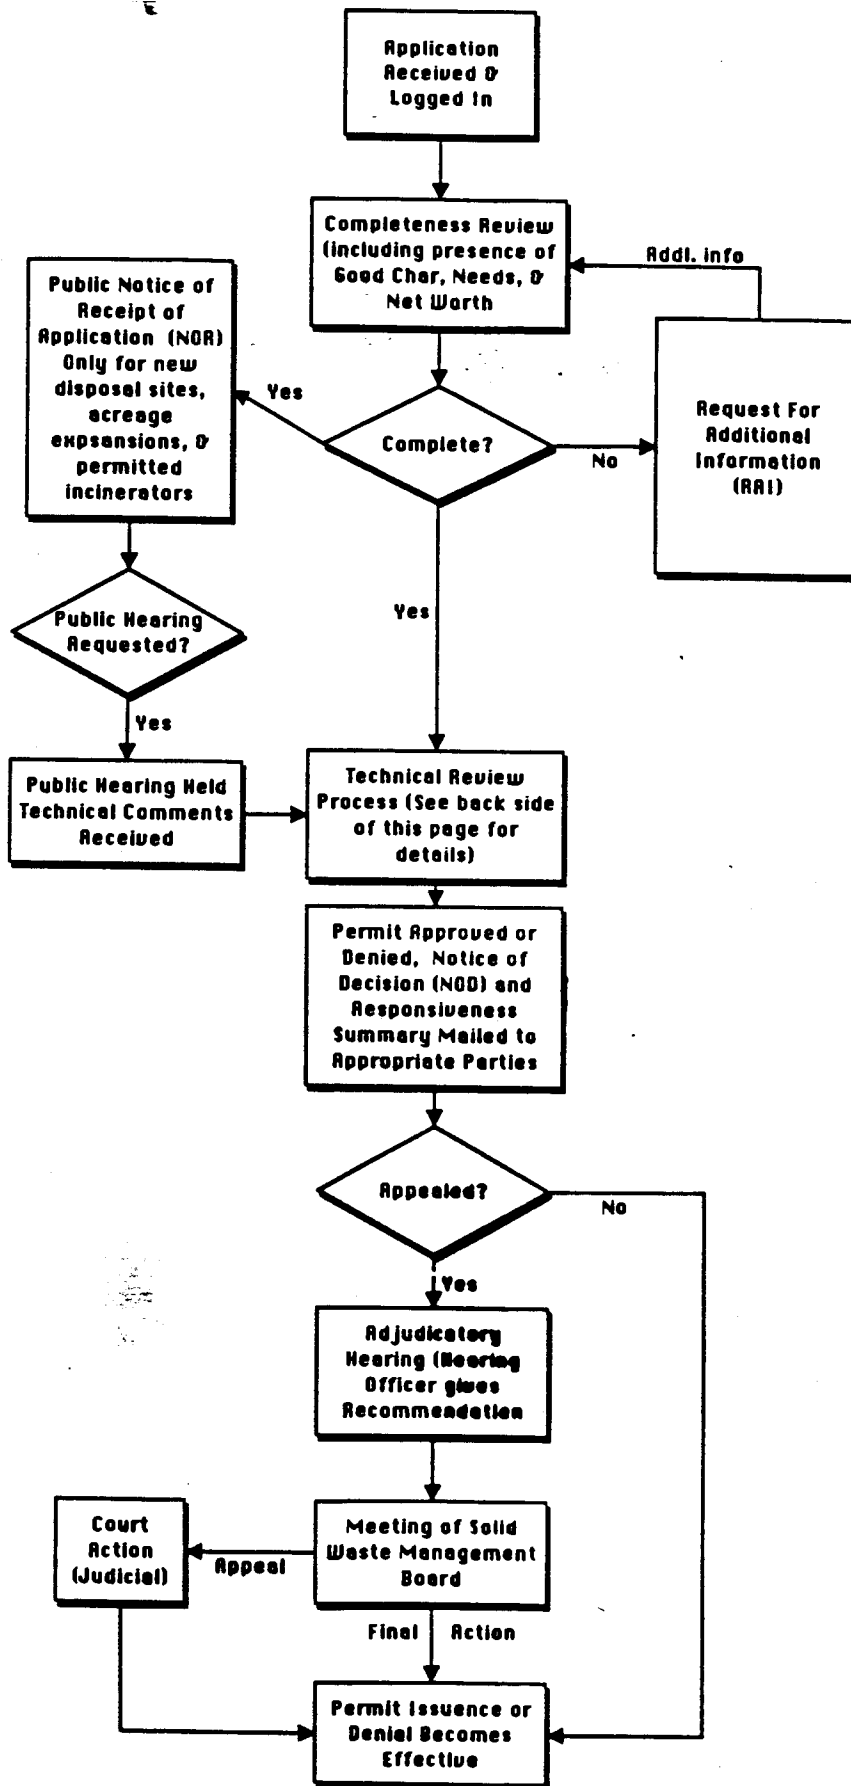 Application
Received &
Logged In
Completeness Review
(including presence of
Good Char, Needs, &
Net Worth
Addl. info
Public Notice of
Receipt of
Application (NOR)
Only for new
disposal sites,
acreage
expsansions, &
permitted
incinerators
Yes
Complete?
No
Request For
Additional
Information
(RAI)
Public Hearing
Requested?
Yes
Yes
Public Hearing Held
Technical Comments
Received
Technical Review
Process (See back side
of this page for
details)
Permit Approved or
Denied, Notice of
Decision (NOD) and
Responsiveness
Summary Mailed to
Appropriate Parties
Appealed?
No
Yes
Adjudicatory
Hearing (Hearing
Officer gives
Recommendation
Court
Action
(Judicial)
Appeal
Meeting of Solid
Waste Management
Board
Final Action
Permit Issuence or
Denial Becomes
Effective